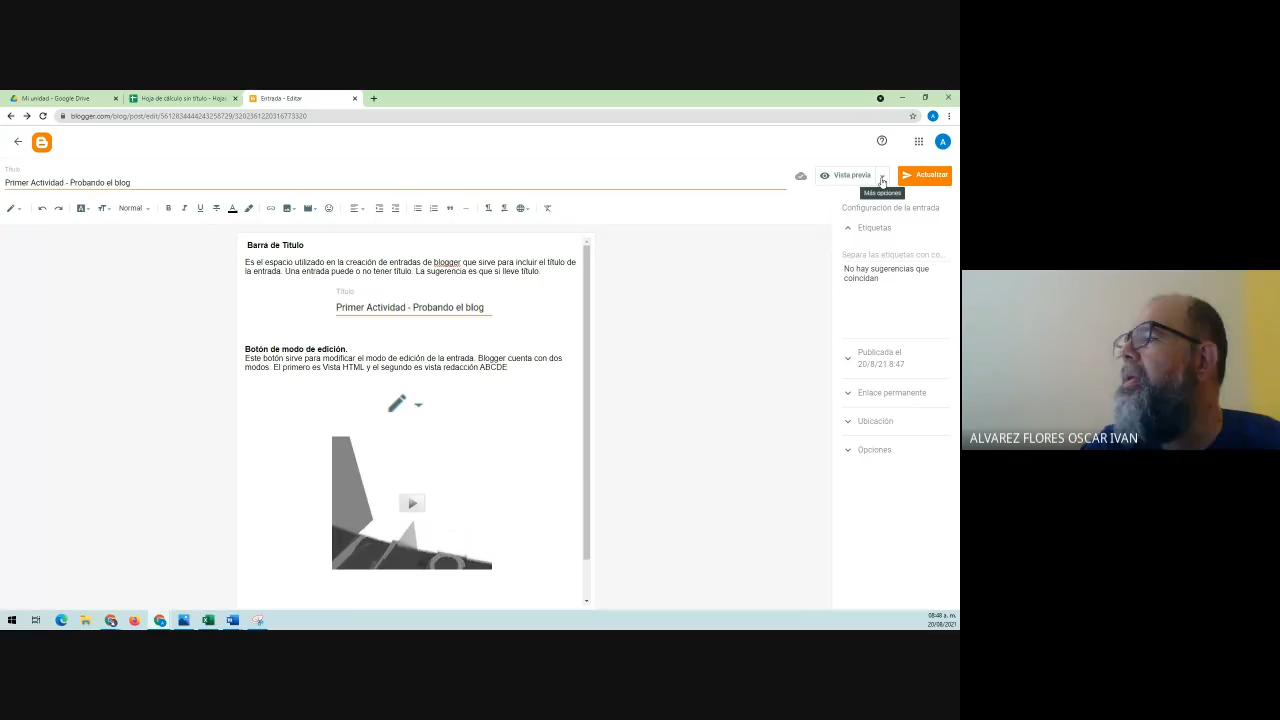 Mi unidad - Google Drive
Hoja de cálculo sin título - Hojas
Entrada - Editar
blogger.com/blog/post/edit/5612834444243258729/3202361220316773320
A
A
Título
Primer Actividad - Probando el blog
Vista previa
Actualizar
Más opciones
Normal
B
I
U
S
A
Configuración de la entrada
Etiquetas
Separa las etiquetas con co...
No hay sugerencias que
coincidan
Publicada el
20/8/21 8:47
Enlace permanente
Ubicación
Opciones
Barra de Titulo
Es el espacio utilizado en la creación de entradas de blogger que sirve para incluir el título de
la entrada. Una entrada puede o no tener título. La sugerencia es que si lleve título.
Título
Primer Actividad - Probando el blog
Botón de modo de edición.
Este botón sirve para modificar el modo de edición de la entrada. Blogger cuenta con dos
modos. El primero es Vista HTML y el segundo es vista redacción ABCDE
08:48 a. m.
20/08/2021
ALVAREZ FLORES OSCAR IVAN